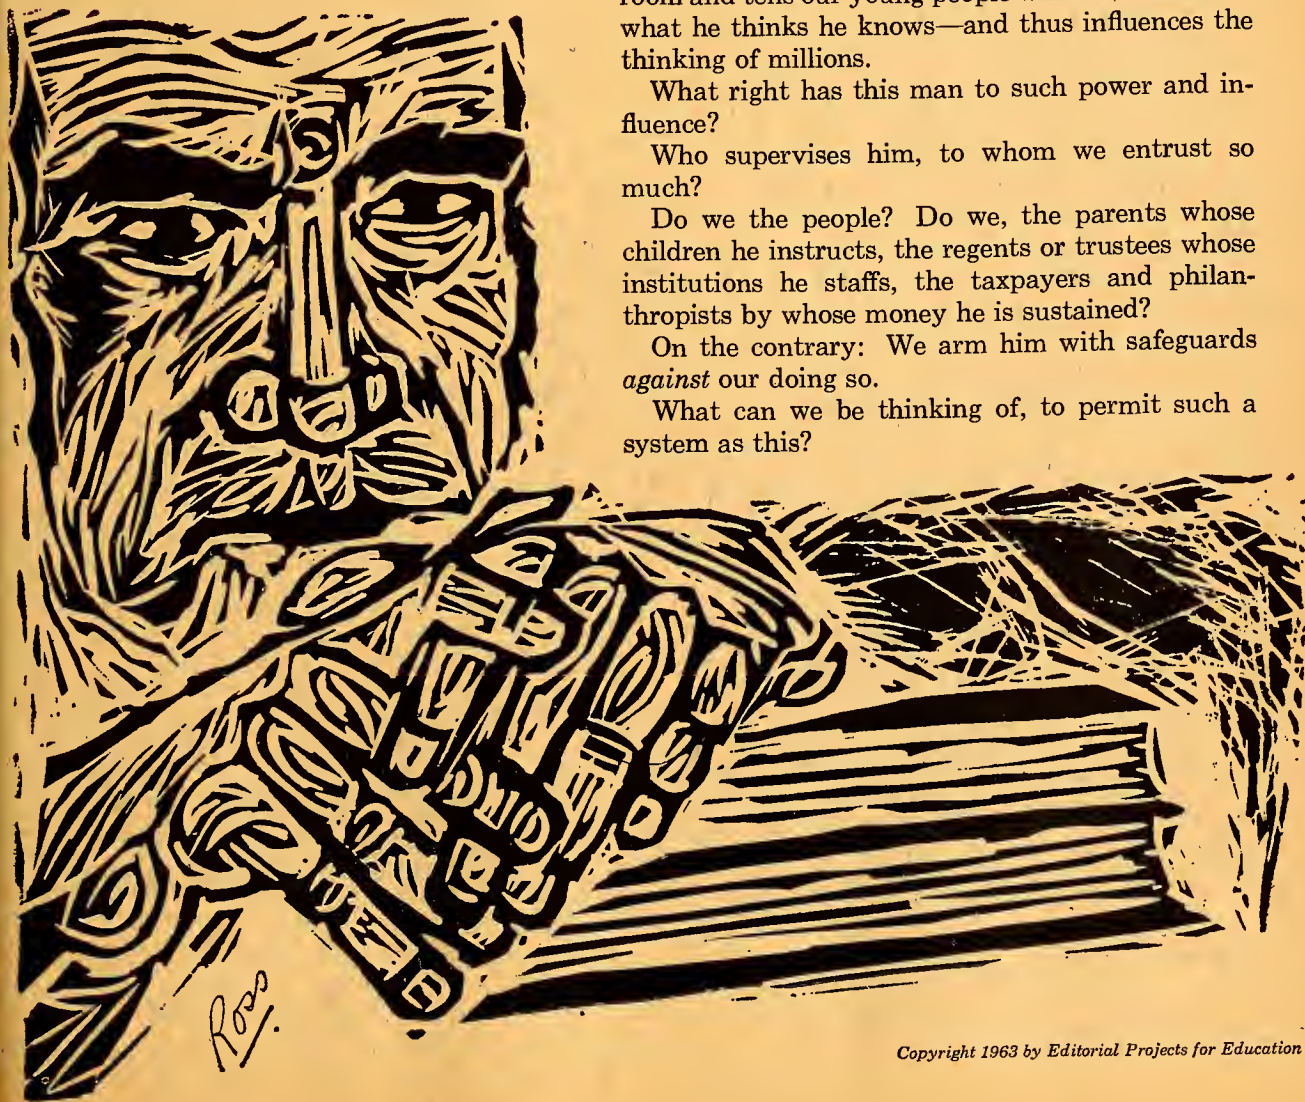 what he thinks he knows—and thus influences the
thinking of millions.
What right has this man to such power and in-
fluence?
Who supervises him, to whom we entrust so
much?
Do we the people? Do we, the parents whose
children he instructs, the regents or trustees whose
institutions he staffs, the taxpayers and philan-
thropists by whose money he is sustained?
On the contrary: We arm him with safeguards
against our doing so.
What can we be thinking of, to permit such a
system as this?
Ross
Copyright 1963 by Editorial Projects for Education